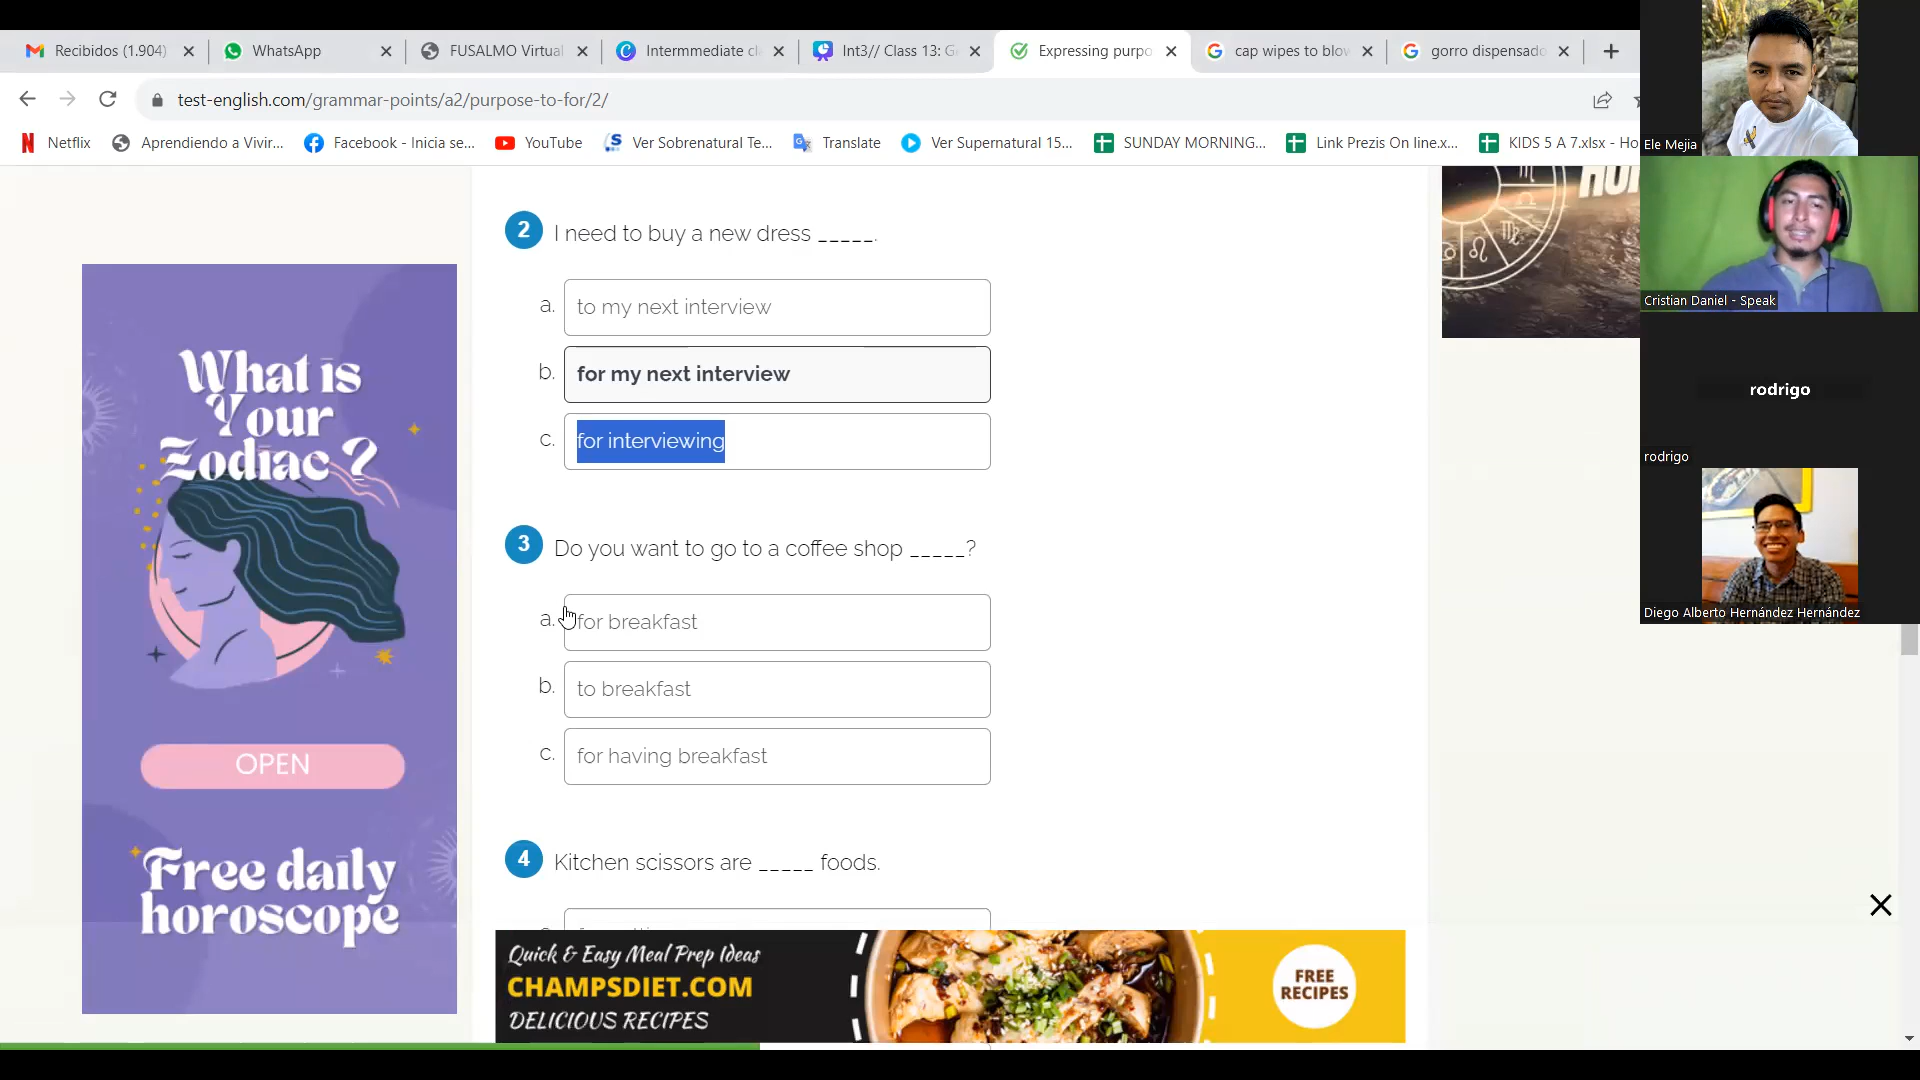 Recibidos (1.904)
WhatsApp
FUSALMO Virtual
Intermmediate cl
Int3// Class 13: G
Expressing purpo
cap wipes to blow
gorro dispensado
test-english.com/grammar-points/a2/purpose-to-for/2/
Netflix
Aprendiendo a Vivir...
Facebook - Inicia se...
YouTube
Ver Sobrenatural Te...
Translate
Ver Supernatural 15...
SUNDAY MORNING...
Link Prezis On line.x...
KIDS 5 A 7.xlsx - Ho
Ele Mejia
Cristian Daniel - Speak
rodrigo
rodrigo
Diego Alberto Hernández Hernández
2 I need to buy a new dress _____.
a. to my next interview
b. for my next interview
c. for interviewing
3 Do you want to go to a coffee shop _____?
a. for breakfast
b. to breakfast
c. for having breakfast
4 Kitchen scissors are _____ foods.
What is
Your
Zodiac ?
OPEN
Free daily
horoscope
Quick & Easy Meal Prep Ideas
CHAMPSDIET.COM
DELICIOUS RECIPES
FREE
RECIPES